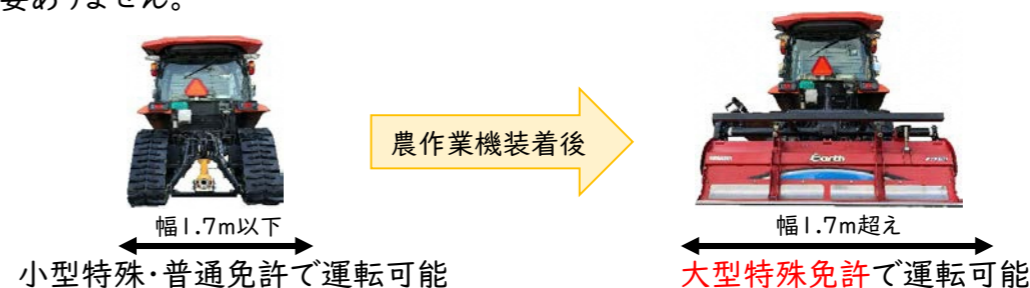 要ありません。
農作業機装着後
Earth
幅1.7m以下
幅1.7m超え
小型特殊・普通免許で運転可能
大型特殊免許で運転可能